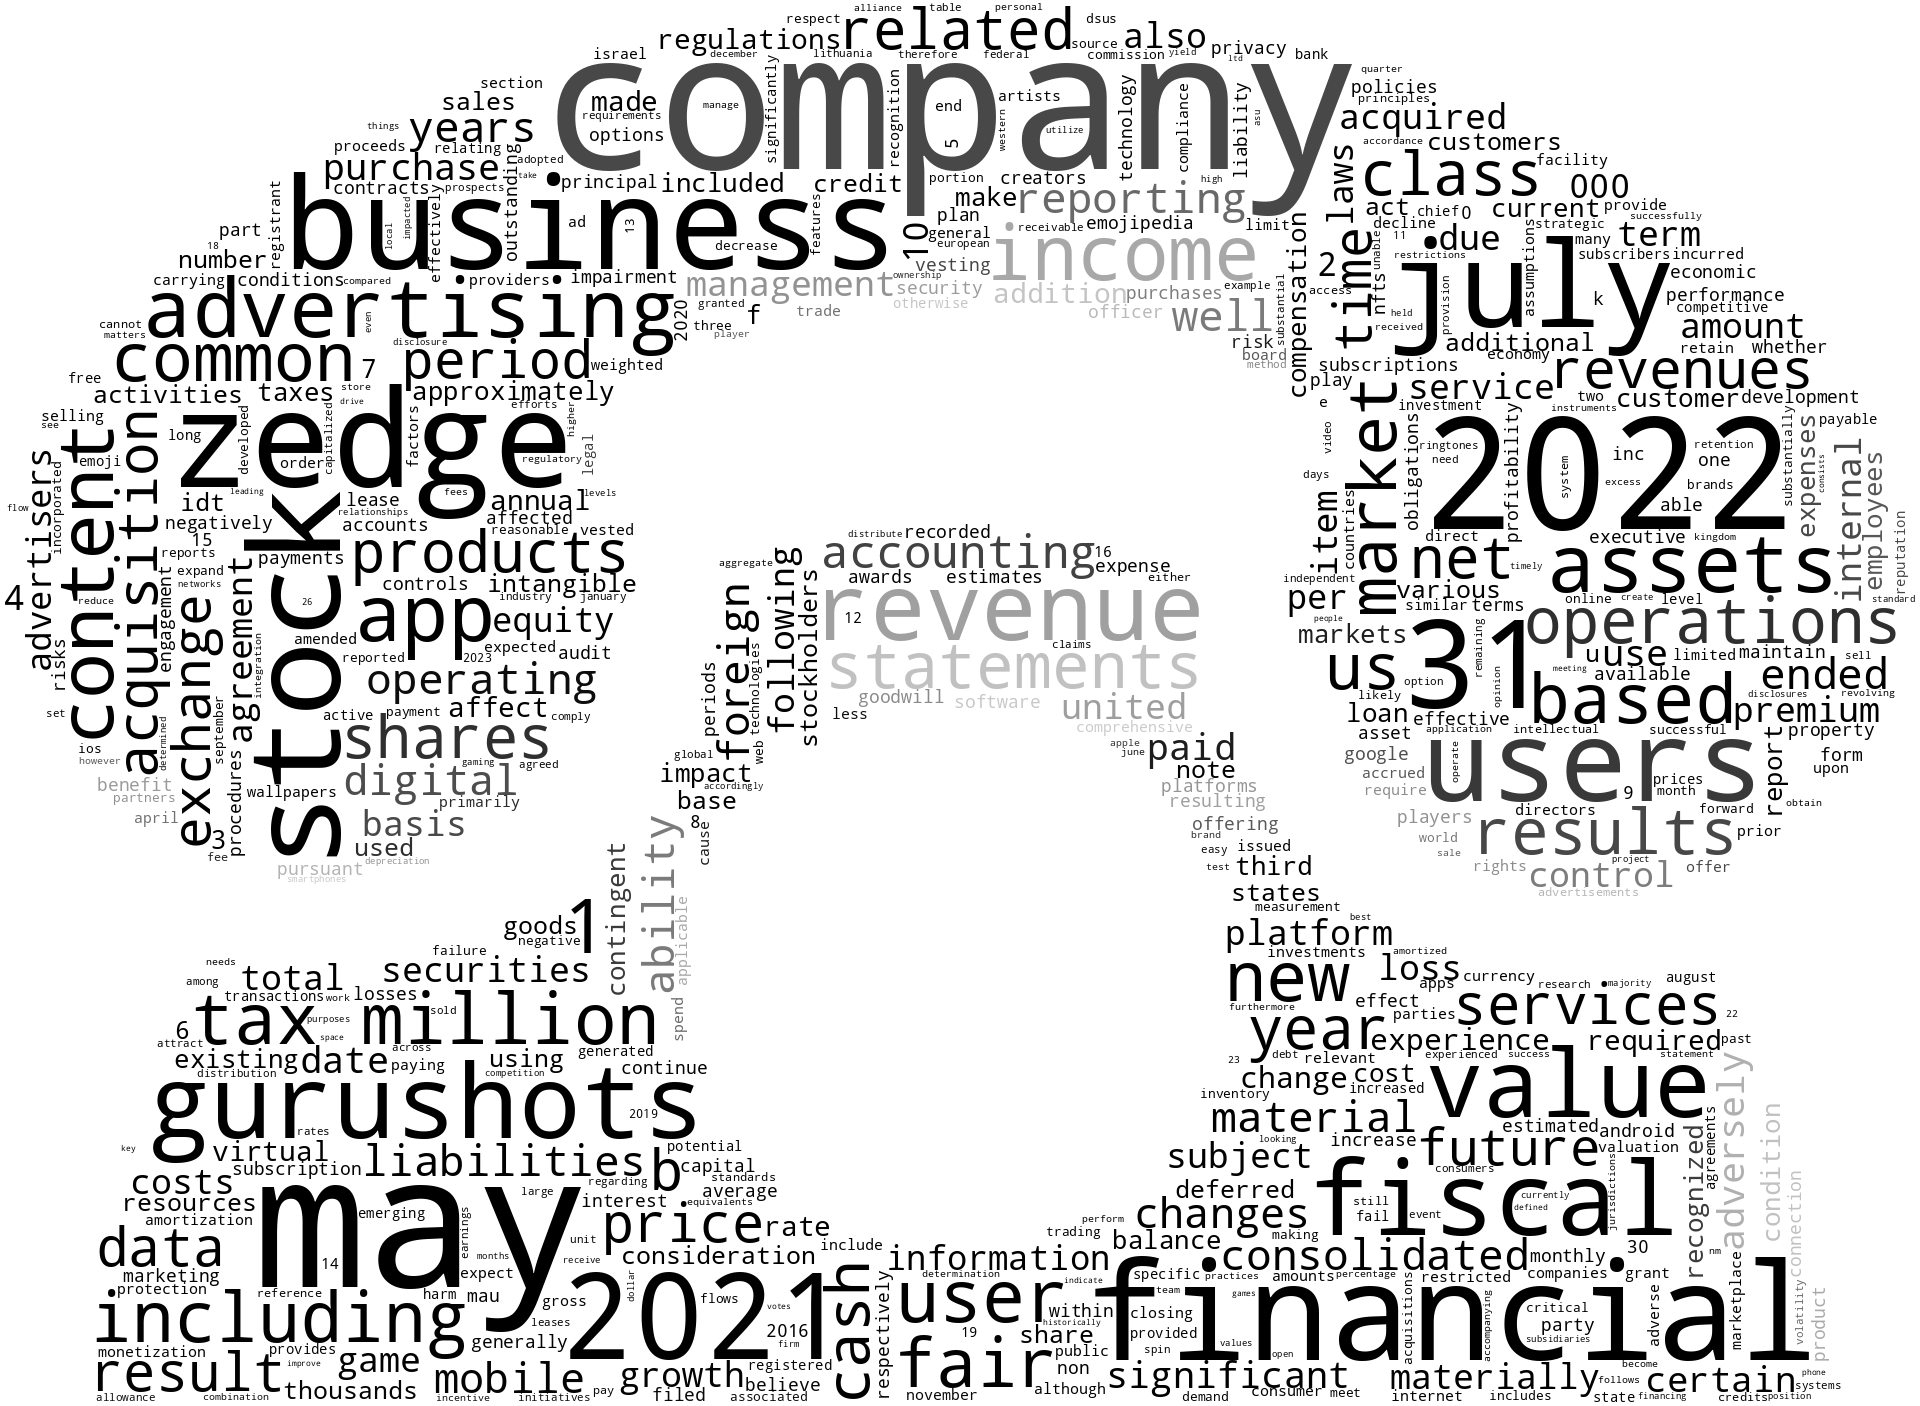 alliance table personal
respect related dsus
regulations source also
israel december lithuania therefore federal commission yield privacy bank
ltd
section company quarter
sales made manage artists policies
things years requirements options significantly recognition end technology compliance liability principles
5 western utilize asu acquired
proceeds relating adopted accordance customers
purchase take portion creators high class facility
contracts prospects principal included credit make reporting 000
registrant business outstanding ad 13 features plan emojipedia limit act chief 0 current provide
part local impacted effectively decrease 10 general receivable decline strategic successfully
18 number european income time laws 11 due many term
carrying conditions compared providers impairment management security ownership vesting 2 nfts unable restrictions assumptions subscribers incurred
advertising granted otherwise addition purchases example compensation access july economic
cannot matters even 2020 three f trade officer well substantial held received provision k performance
common 7 disclosure period weighted player risk additional competitive amount
free board method subscriptions economy retain whether
activities taxes store drive approximately play service revenues
selling see long developed capitalized factors efforts higher e investment two customer development
content acquisition zedge legal market obligations ringtones need instruments 2022 retention substantially payable
advertisers emoji order regulatory video profitability inc one expenses internal
flow incorporated idt leading lease relationships fees annual levels days item countries system excess brands consists employees
negatively accounts affected reasonable vested able reputation
15 stock payments products distribute recorded direct executive kingdom
4 reports expand networks controls intangible aggregate accounting 16 expense net assets
reduce exchange 26 app industry january following awards estimates either independent various timely
engagement agreement equity foreign stockholders revenue 12 per similar terms online create level standard
risks integration amended reported 2023 expected audit claims people markets 31 operations
operating technologies periods statements us remaining use limited maintain sell
set active payment affect comply goodwill software united likely option opinion meeting available ended
ios however determined september shares web less comprehensive loan effective based disclosures revolving premium
benefit procedures gaming agreed global apple june paid asset application intellectual successful property
partners wallpapers digital primarily impact accordingly note google users operate form
april basis base platforms accrued require prices month upon
3 used 8 resulting 9 report
fee pursuant depreciation cause offering directors forward obtain
smartphones ability brand players results prior
contingent easy issued world sale project
test third rights control offer
states advertisements
goods 1 applicable measurement best
negative platform
failure investments amortized
needs total securities new loss currency august
among transactions work losses apps research majority
tax million spend furthermore effect services
6 purposes sold year parties 22
attract space experience required past
existing date across using generated 23 debt relevant experienced success statement
distribution paying competition continue change cost value adversely
gurushots 2019 inventory increased condition
rates material estimated android agreements
key virtual potential looking increase future valuation
subscription liabilities b capital subject consumers recognized connection
costs large regarding standards deferred fiscal jurisdictions
resources may interest average equivalents changes still currently defined
amortization emerging earnings price rate perform fail event
data unit trading making
14 months consideration include information balance consolidated monthly 30 nm
marketing expect receive determination indicate specific practices amounts percentage restricted companies grant marketplace
protection reference harm mau gross dollar 2021 flows cash user team games financial volatility
including leases votes respectively within closing acquisitions accompanying critical adverse product
generally 2016 19 historically share provided values party
monetization provides firm fair public spin subsidiaries
result improve game mobile growth registered non open significant materially become certain
thousands believe although follows systems phone
allowance combination incentive initiatives pay filed associated november demand consumer meet internet includes state financing credits position